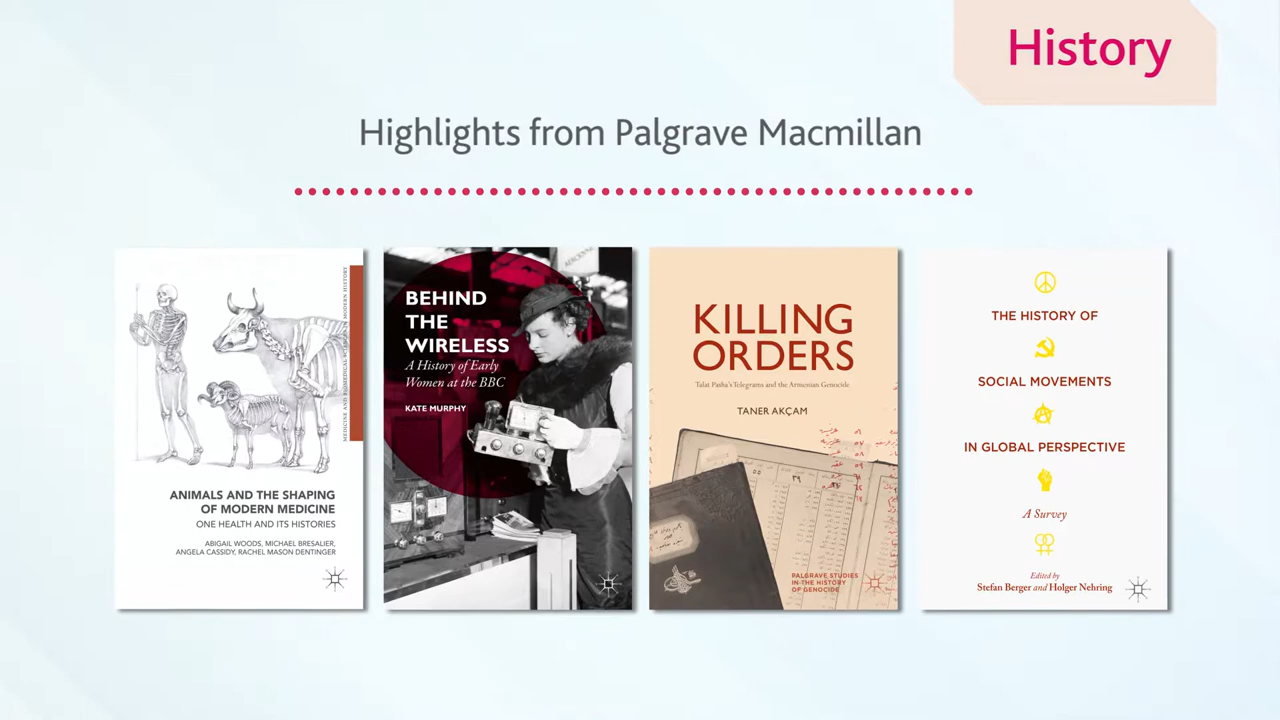 History
Highlights from Palgrave Macmillan
MEDICINE AND BIOMEDICAL SCIENCES IN MODERN HISTORY
ANIMALS AND THE SHAPING
OF MODERN MEDICINE
ONE HEALTH AND ITS HISTORIES
ABIGAIL WOODS, MICHAEL BRESALIER,
ANGELA CASSIDY, RACHEL MASON DENTINGER
BEHIND
THE
WIRELESS
A History of Early
Women at the BBC
KATE MURPHY
KILLING
ORDERS
Talat Pasha's Telegrams and the Armenian Genocide
TANER AKÇAM
PALGRAVE STUDIES
IN THE HISTORY
OF GENOCIDE
THE HISTORY OF
SOCIAL MOVEMENTS
IN GLOBAL PERSPECTIVE
A Survey
Edited by
Stefan Berger and Holger Nehring